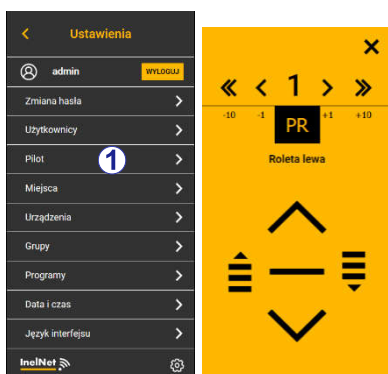 Ustawienia
admin
WYLOGUJ
Zmiana hasła
Użytkownicy
Pilot
1
Miejsca
Urządzenia
Grupy
Programy
Data i czas
Język interfejsu
InelNet
1
-10 -1 PR +1 +10
Roleta lewa